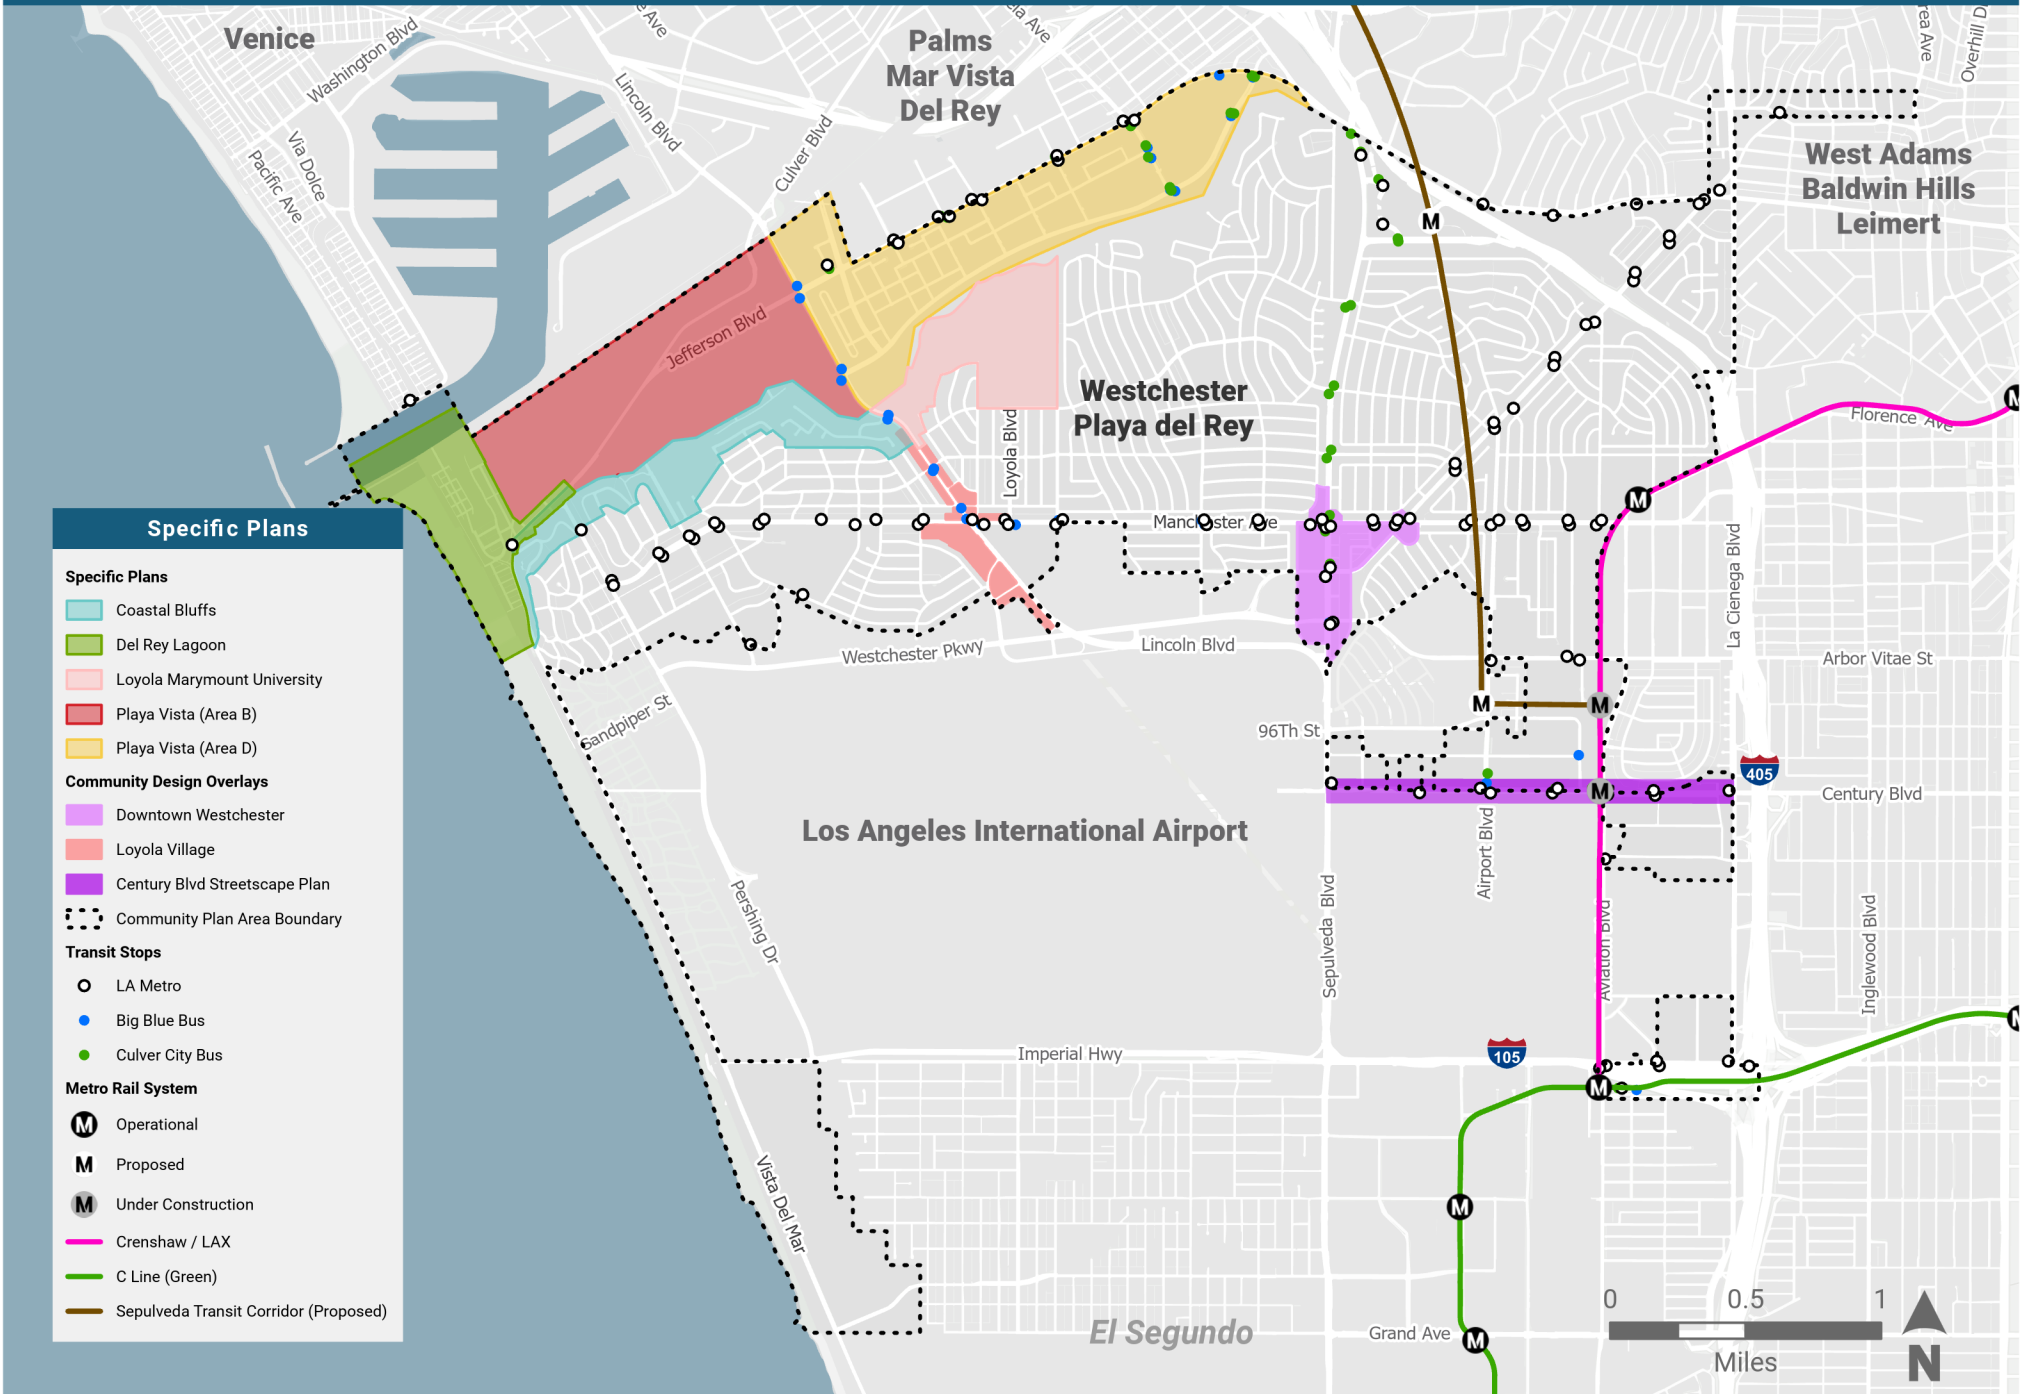 Venice
Washington Blvd
Via Dolce
Pacific Ave
Lincoln Blvd
Culver Blvd
e Ave
Palms
Mar Vista
Del Rey
West Adams
Baldwin Hills
Leimert
Jefferson Blvd
Westchester
Playa del Rey
Loyola Blvd
Manchester Ave
Florence Ave
La Cienega Blvd
Westchester Pkwy
Lincoln Blvd
Arbor Vitae St
Sandpiper St
96Th St
405
Century Blvd
Los Angeles International Airport
Airport Blvd
Pershing Dr
Sepulveda Blvd
Aviation Blvd
Inglewood Blvd
Imperial Hwy
105
Vista Del Mar
El Segundo
Grand Ave
M
M
M
M
M
M
M
M
M
Specific Plans
Specific Plans
Coastal Bluffs
Del Rey Lagoon
Loyola Marymount University
Playa Vista (Area B)
Playa Vista (Area D)
Community Design Overlays
Downtown Westchester
Loyola Village
Century Blvd Streetscape Plan
Community Plan Area Boundary
Transit Stops
LA Metro
Big Blue Bus
Culver City Bus
Metro Rail System
M Operational
M Proposed
M Under Construction
Crenshaw / LAX
C Line (Green)
Sepulveda Transit Corridor (Proposed)
0 0.5 1
Miles
N